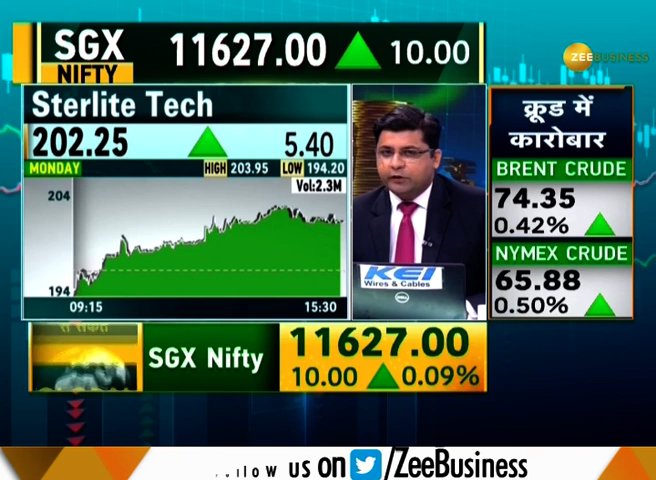 SGX
NIFTY
11627.00
10.00
ZEEBUSINESS
Sterlite Tech
202.25
5.40
MONDAY
HIGH 203.95 LOW 194.20
Vol:2.3M
204
194
09:15
15:30
KEI
Wires & Cables
DELL
क्रूड में
कारोबार
BRENT CRUDE
74.35
0.42%
NYMEX CRUDE
65.88
0.50%
SGX Nifty
11627.00
10.00
0.09%
us on /ZeeBusiness